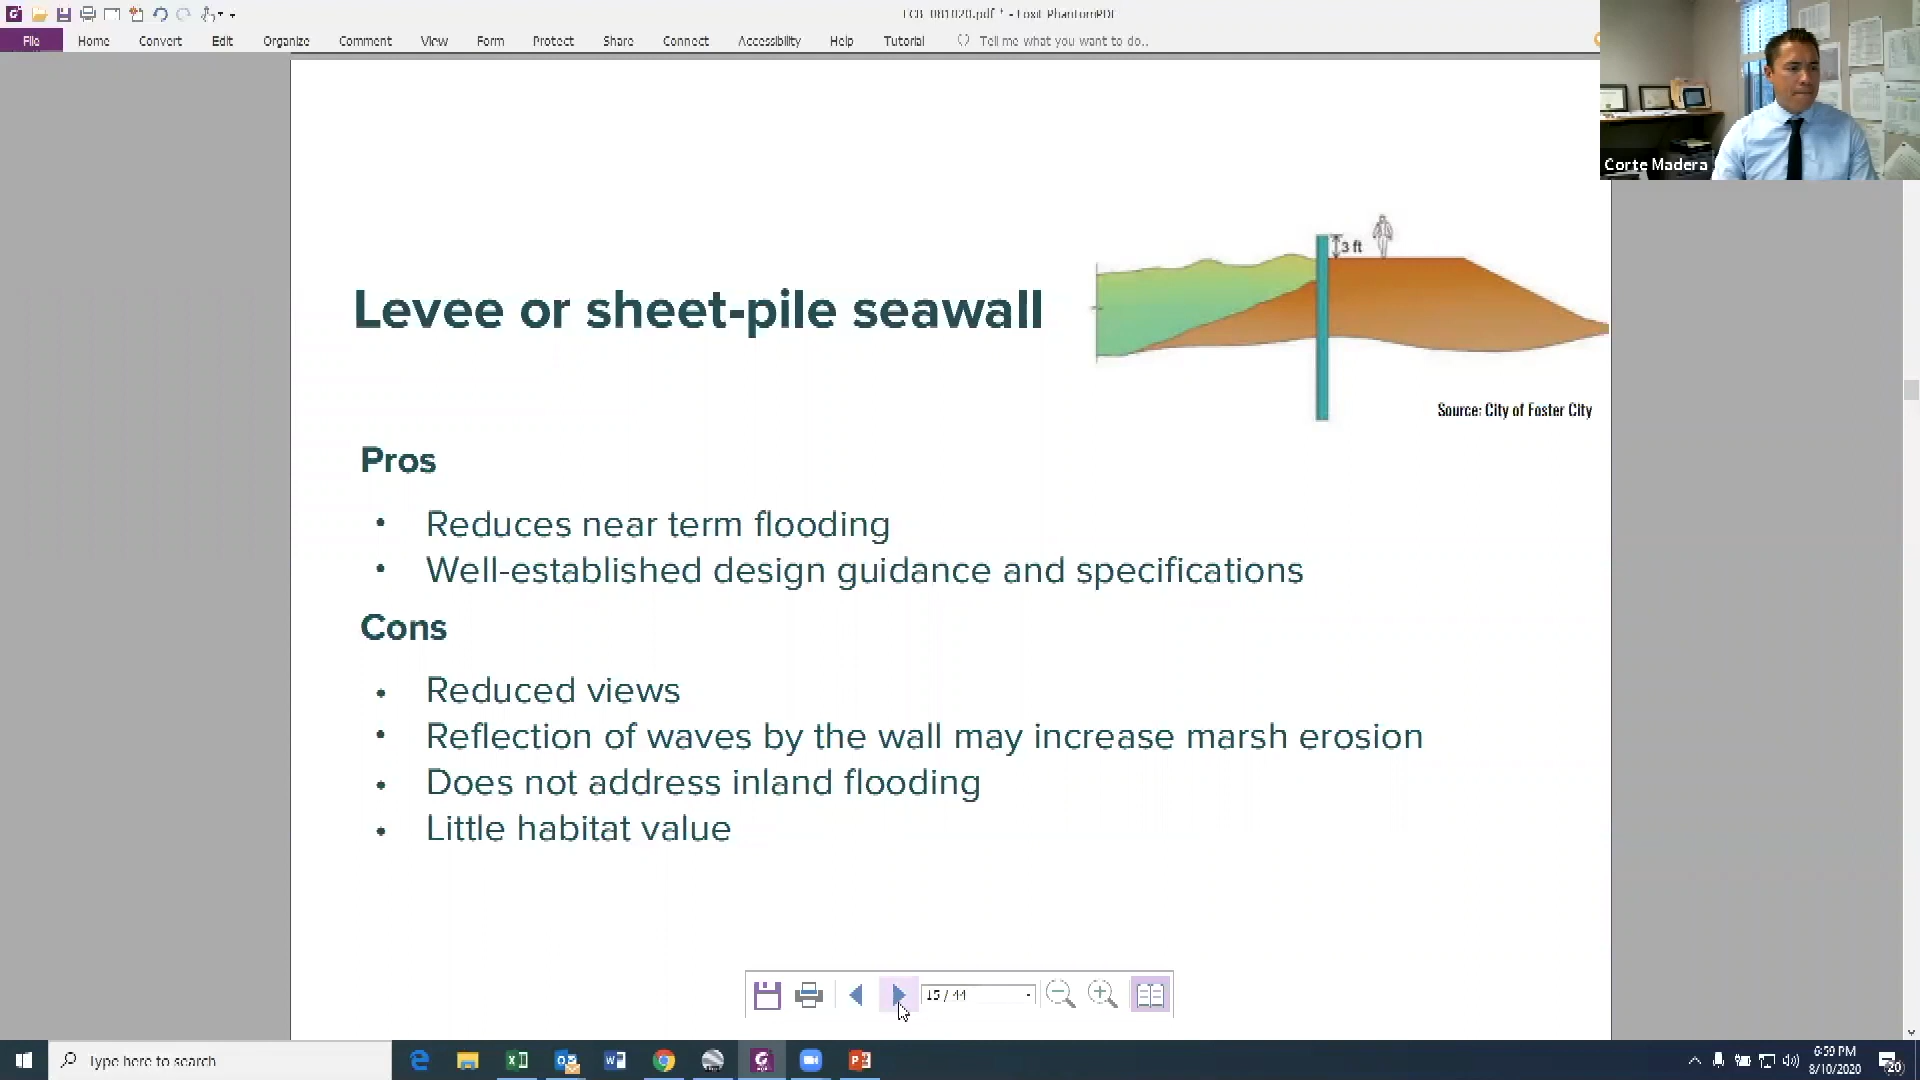 File Home Convert Edit Organize Comment View Form Protect Share Connect Accessibility Help Tutorial Tell me what you want to do..
Corte Madera
3 ft
Levee or sheet-pile seawall
Source: City of Foster City
Pros
• Reduces near term flooding
• Well-established design guidance and specifications
Cons
• Reduced views
• Reflection of waves by the wall may increase marsh erosion
• Does not address inland flooding
• Little habitat value
15 / 44
Type here to search
6:59 PM
8/10/2020
20